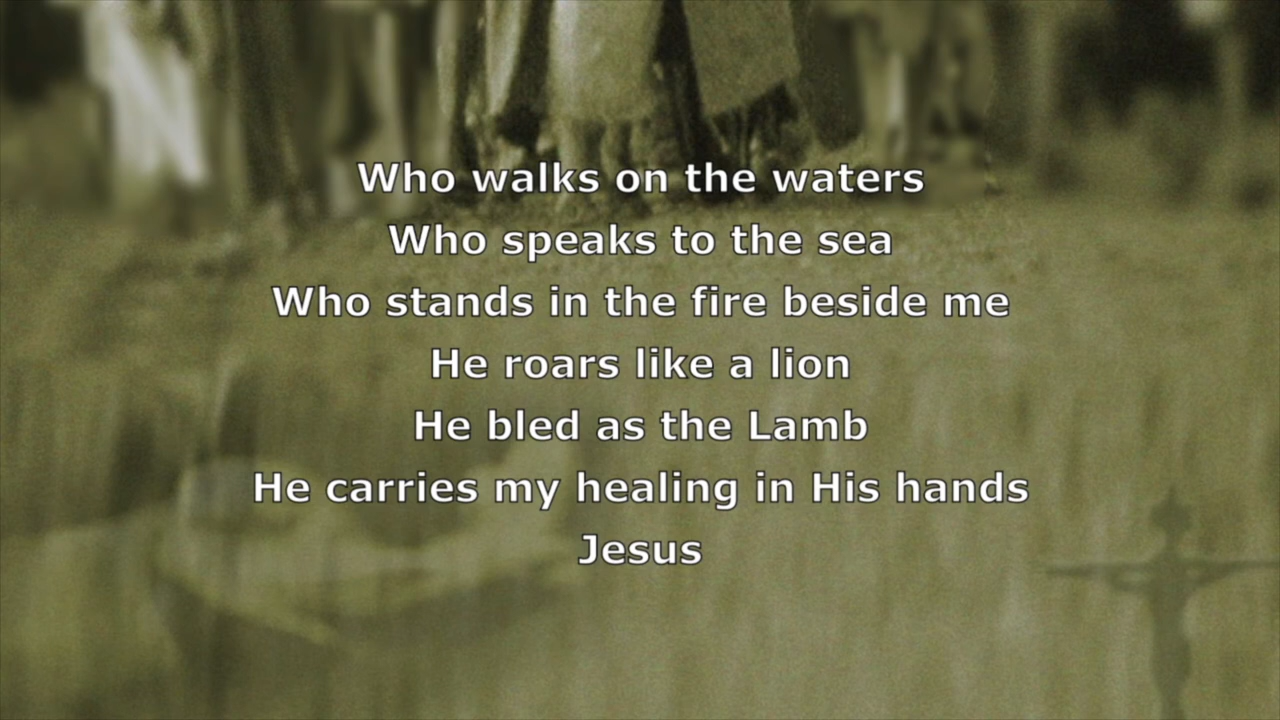 Who walks on the waters
Who speaks to the sea
Who stands in the fire beside me
He roars like a lion
He bled as the Lamb
He carries my healing in His hands
Jesus